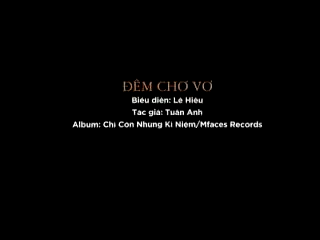 ĐÊM CHƠ VƠ
Biểu diễn: Lê Hiếu
Tác giả: Tuấn Anh
Album: Chỉ Còn Những Kỉ Niệm/Mfaces Records